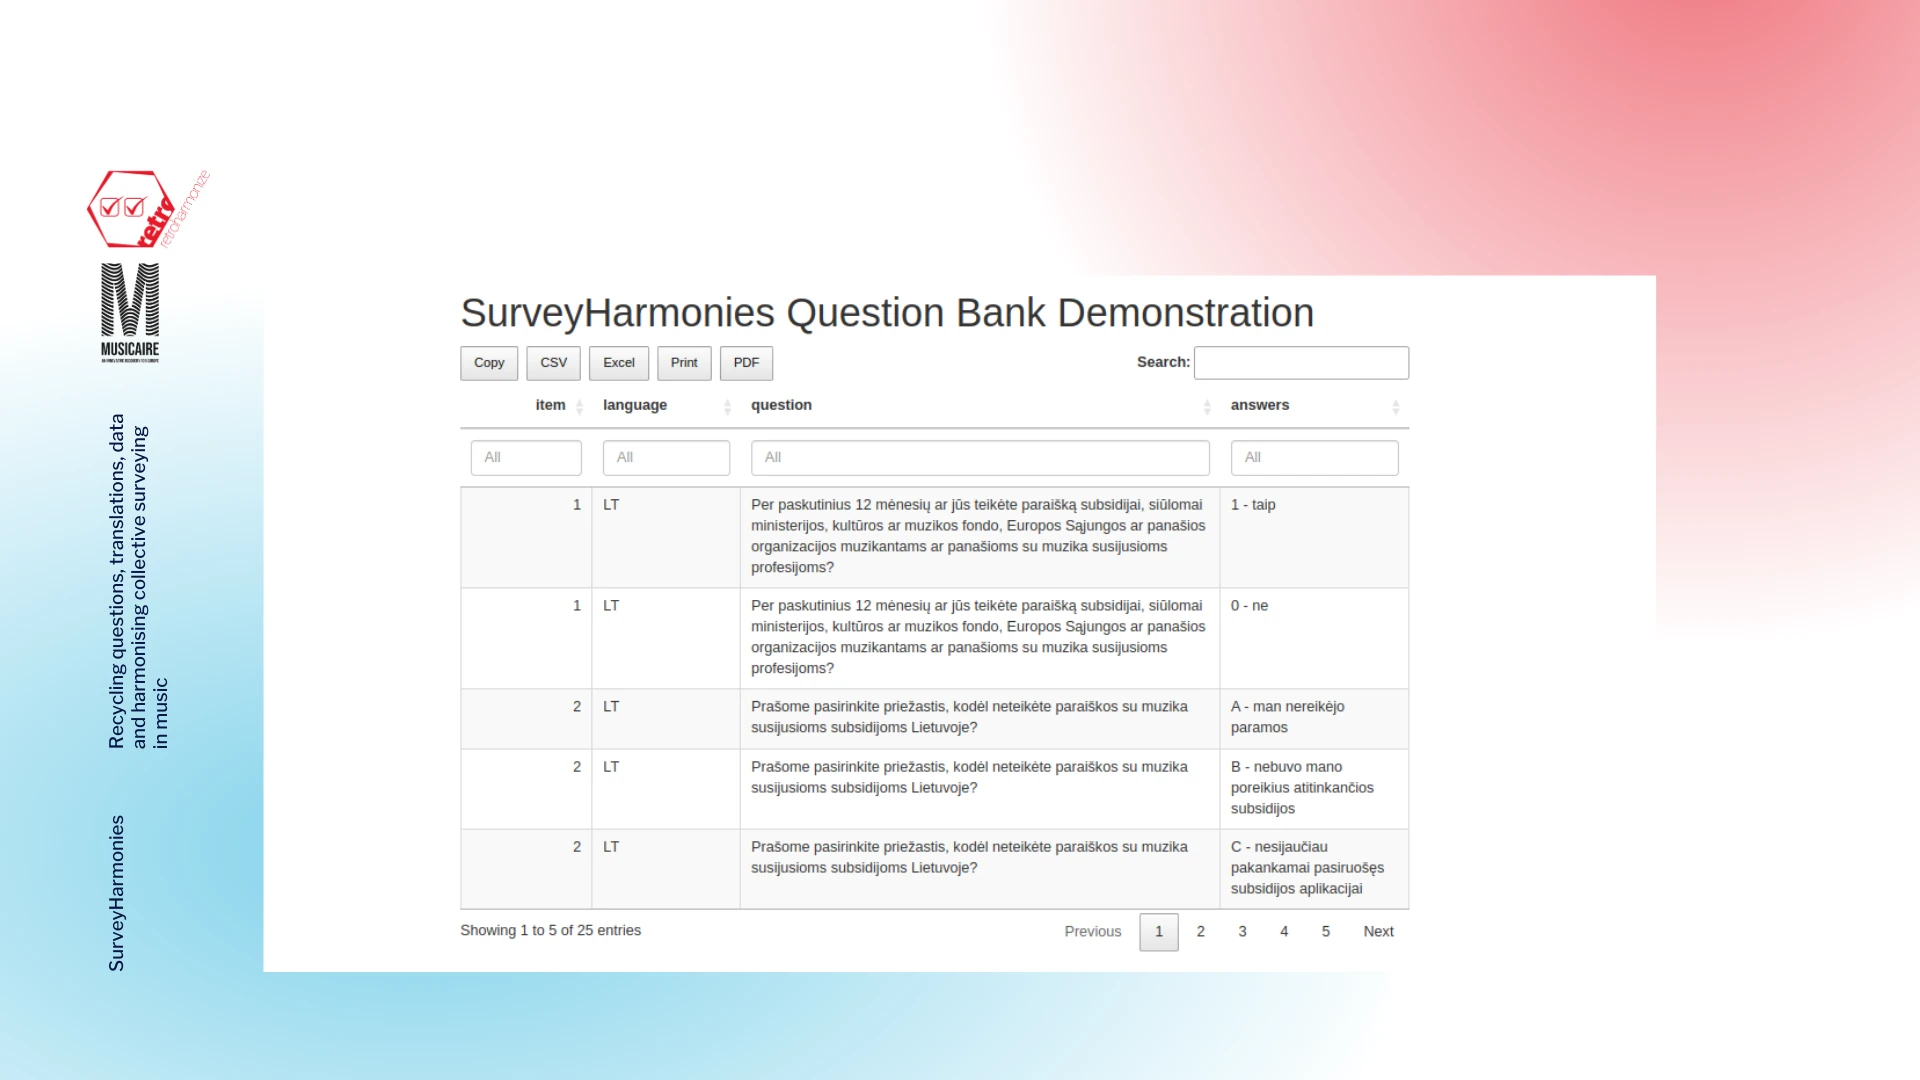 retro
retroharmonize
MUSICAIRE
Recycling questions, translations, data
and harmonising collective surveying
in music
SurveyHarmonies
SurveyHarmonies Question Bank Demonstration
Copy CSV Excel Print PDF Search:
item language question answers
All All All All
1 LT Per paskutinius 12 mėnesių ar jūs teikėte paraišką subsidijai, siūlomai 1 - taip
ministerijos, kultūros ar muzikos fondo, Europos Sąjungos ar panašios
organizacijos muzikantams ar panašioms su muzika susijusioms
profesijoms?
1 LT Per paskutinius 12 mėnesių ar jūs teikėte paraišką subsidijai, siūlomai 0 - ne
ministerijos, kultūros ar muzikos fondo, Europos Sąjungos ar panašios
organizacijos muzikantams ar panašioms su muzika susijusioms
profesijoms?
2 LT Prašome pasirinkite priežastis, kodėl neteikėte paraiškos su muzika A - man nereikėjo
susijusioms subsidijoms Lietuvoje? paramos
2 LT Prašome pasirinkite priežastis, kodėl neteikėte paraiškos su muzika B - nebuvo mano
susijusioms subsidijoms Lietuvoje? poreikius atitinkančios
subsidijos
2 LT Prašome pasirinkite priežastis, kodėl neteikėte paraiškos su muzika C - nesijaučiau
susijusioms subsidijoms Lietuvoje? pakankamai pasiruošęs
subsidijos aplikacijai
Showing 1 to 5 of 25 entries Previous 1 2 3 4 5 Next